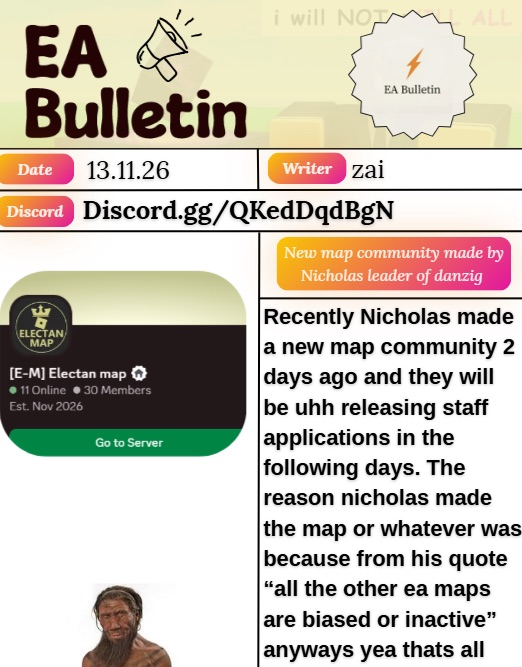 i will NOT KILL ALL
EA
Bulletin
EA Bulletin
Date
13.11.26
Writer
zai
Discord
Discord.gg/QKedDqdBgN
New map community made by
Nicholas leader of danzig
ELECTAN
MAP
[E-M] Electan map
11 Online 30 Members
Est. Nov 2026
Go to Server
Recently Nicholas made
a new map community 2
days ago and they will
be uhh releasing staff
applications in the
following days. The
reason nicholas made
the map or whatever was
because from his quote
“all the other ea maps
are biased or inactive”
anyways yea thats all